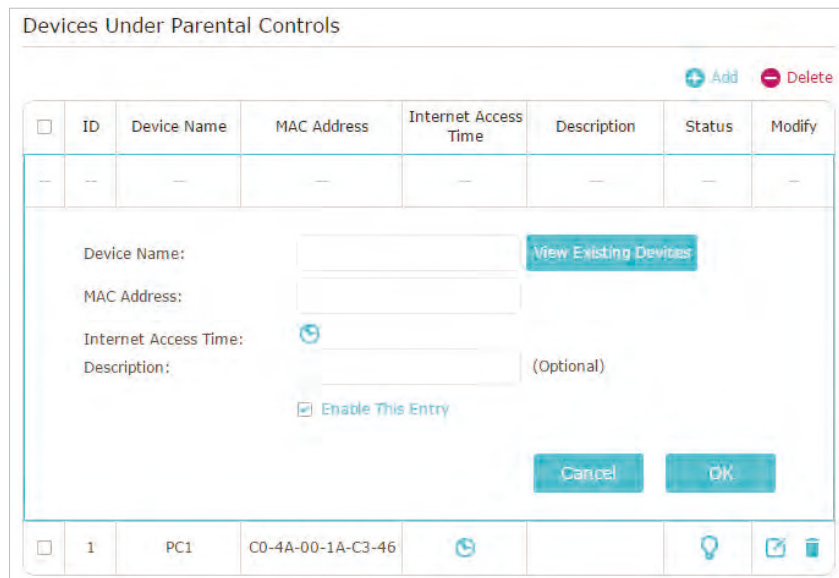 Devices Under Parental Controls
Add Delete
ID Device Name MAC Address Internet Access Time Description Status Modify
-- -- -- -- -- -- -- --
Device Name: View Existing Devices
MAC Address:
Internet Access Time:
Description: (Optional)
Enable This Entry
Cancel OK
1 PC1 C0-4A-00-1A-C3-46